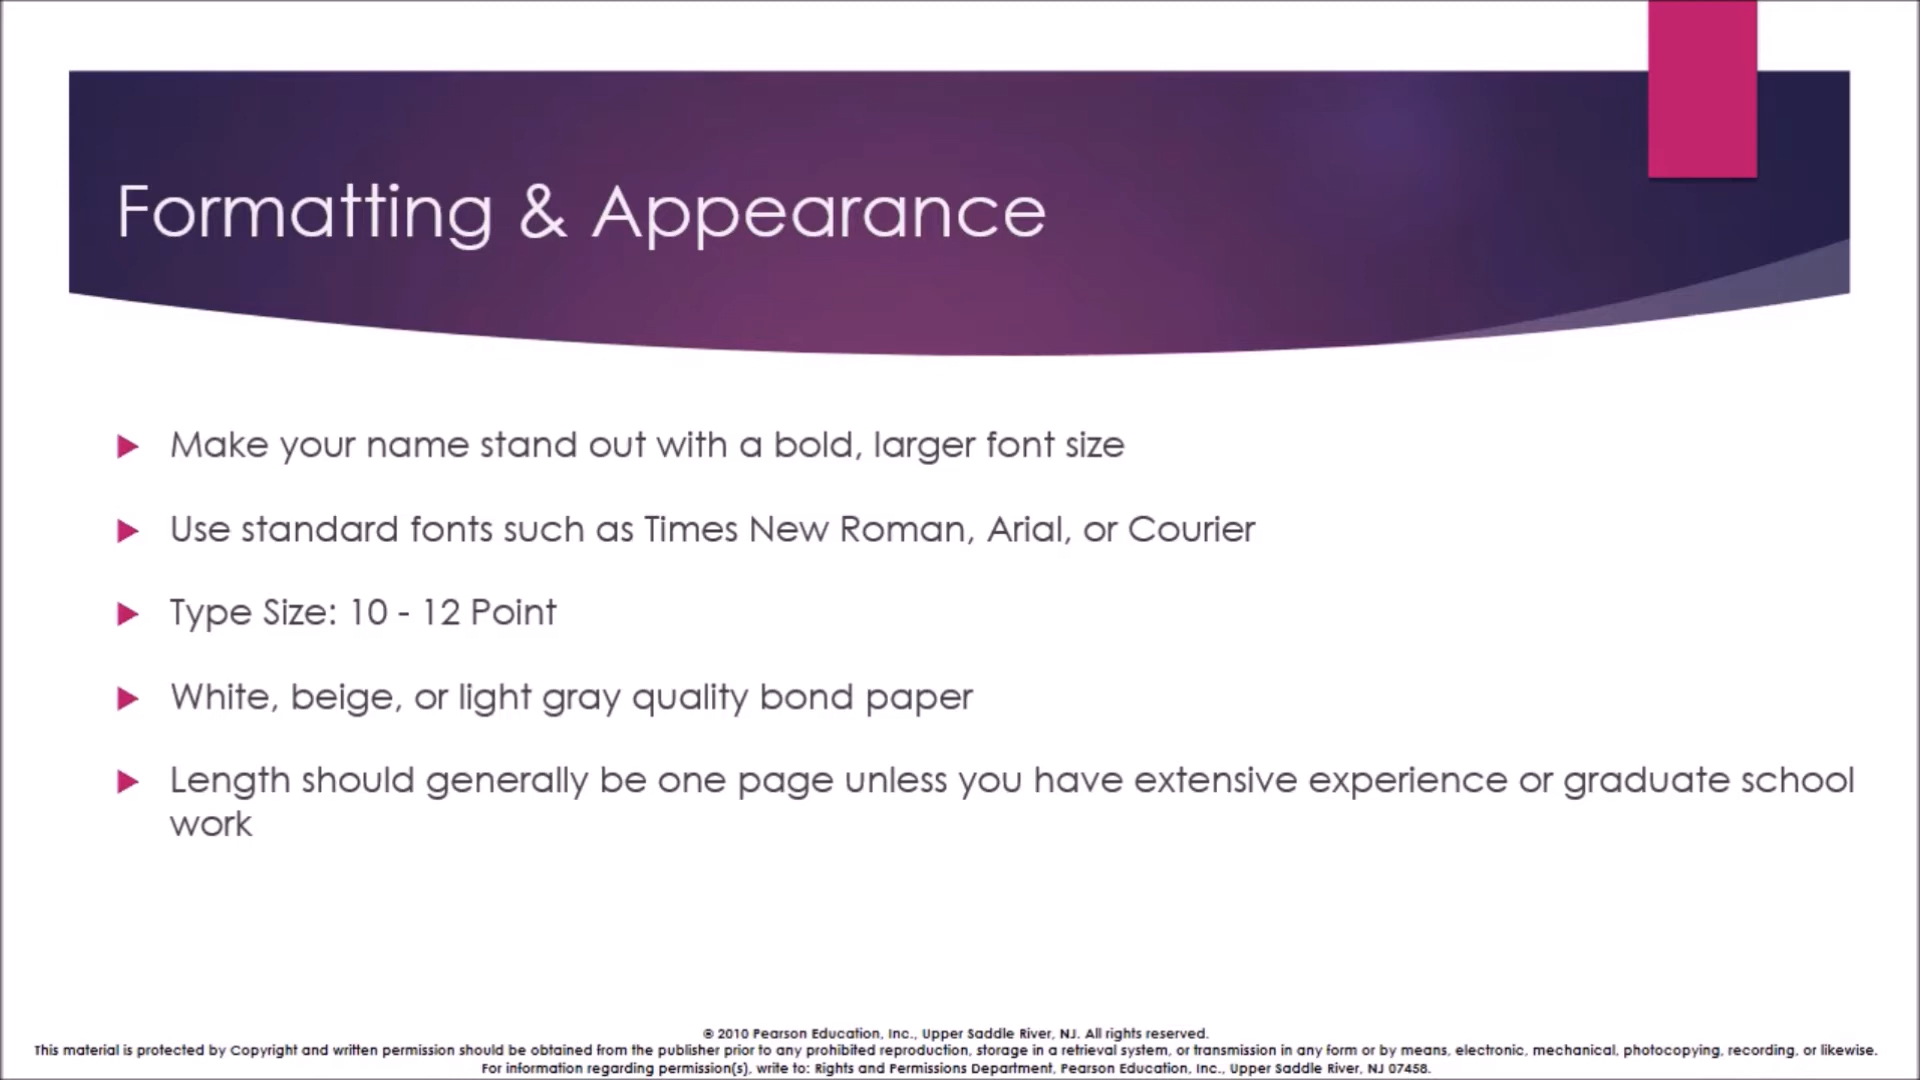 Formatting & Appearance
Make your name stand out with a bold, larger font size
Use standard fonts such as Times New Roman, Arial, or Courier
Type Size: 10 - 12 Point
White, beige, or light gray quality bond paper
Length should generally be one page unless you have extensive experience or graduate school
work
© 2010 Pearson Education, Inc., Upper Saddle River, NJ. All rights reserved.
This material is protected by Copyright and written permission should be obtained from the publisher prior to any prohibited reproduction, storage in a retrieval system, or transmission in any form or by means, electronic, mechanical, photocopying, recording, or likewise.
For information regarding permission(s), write to: Rights and Permissions Department, Pearson Education, Inc., Upper Saddle River, NJ 07458.